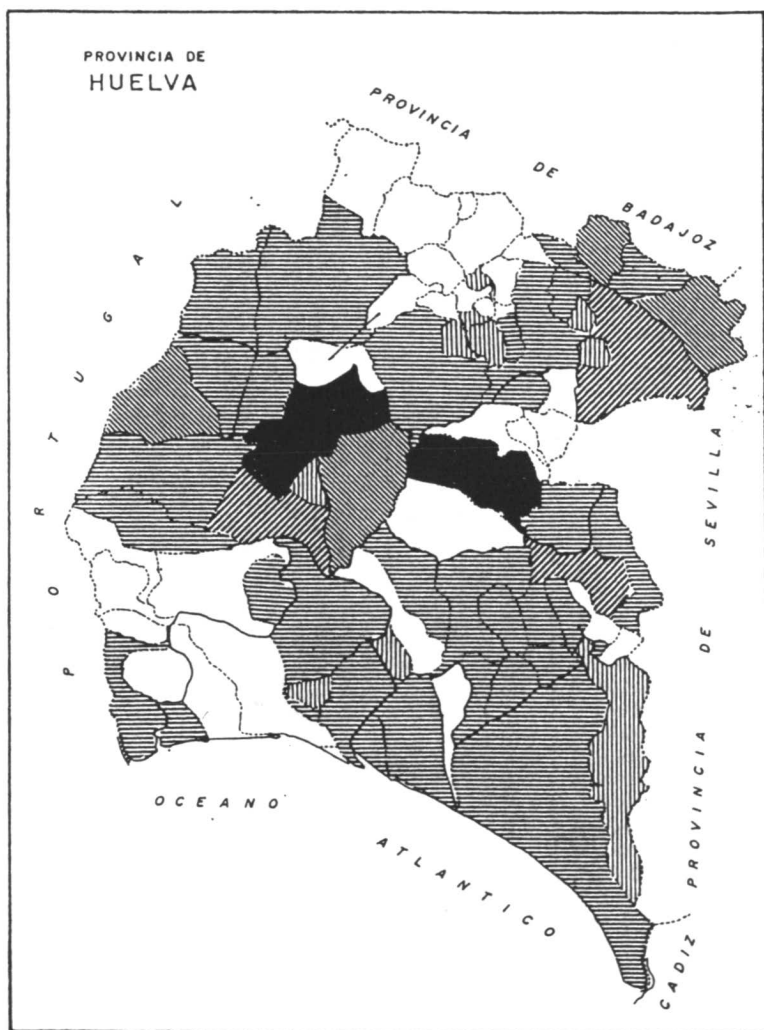 PROVINCIA DE
HUELVA
PROVINCIA DE BADAJOZ
PORTUGAL
SEVILLA
PROVINCIA DE
OCEANO
ATLANTICO
CADIZ